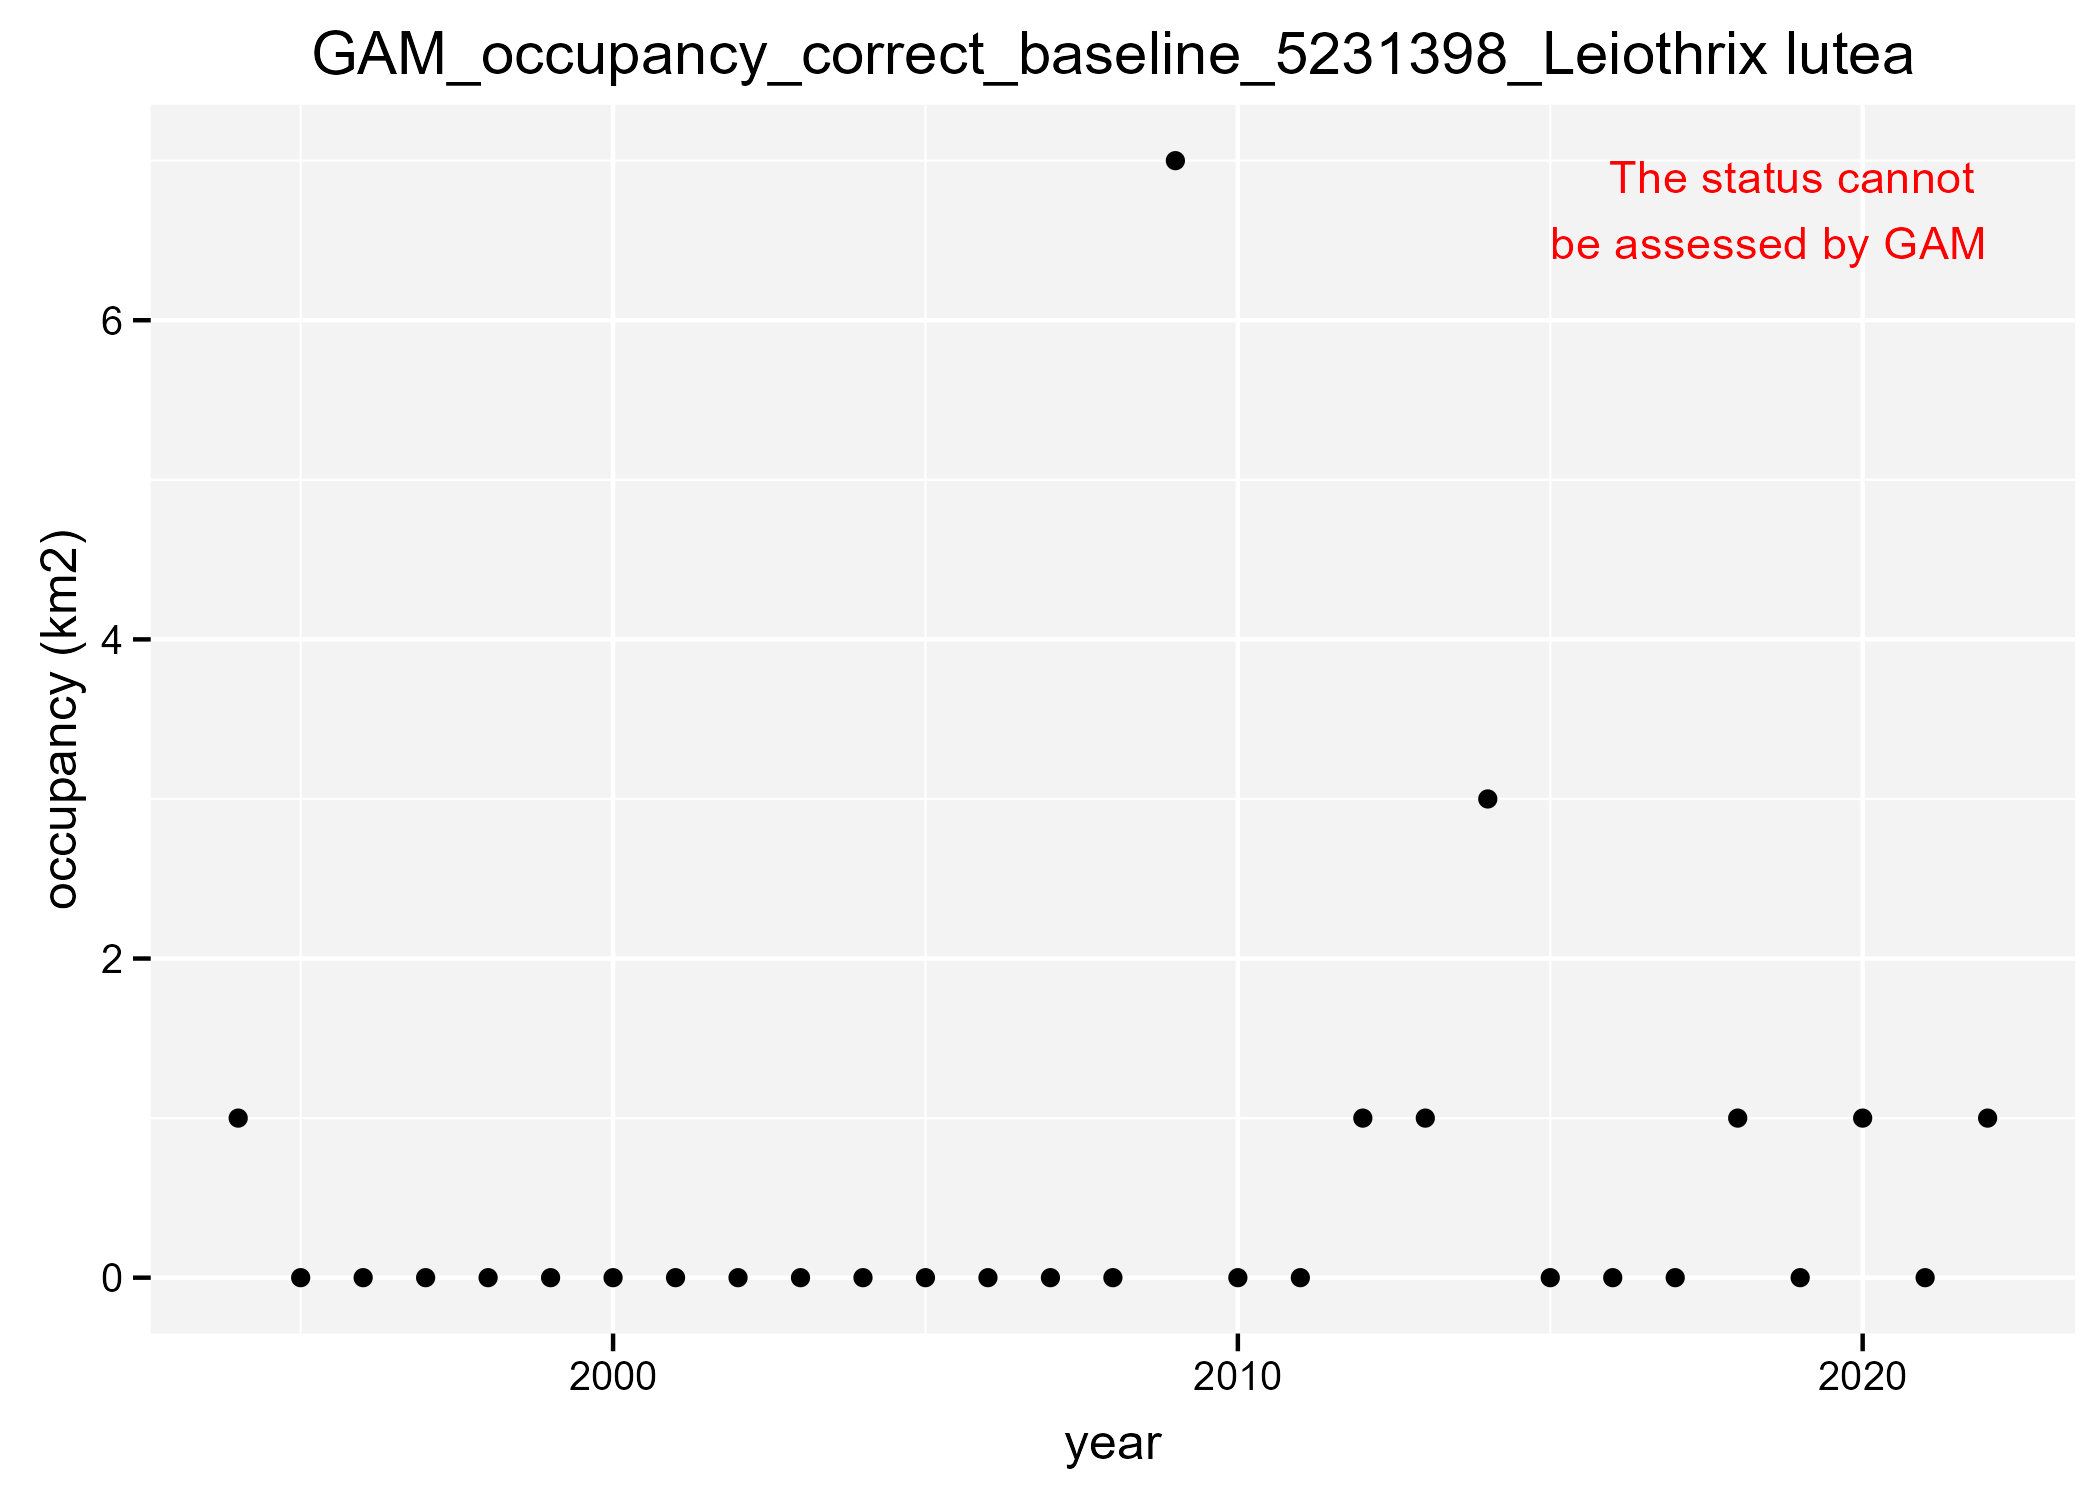 GAM_occupancy_correct_baseline_5231398_Leiothrix lutea
The status cannot
be assessed by GAM
6
4
2
0
occupancy (km2)
2000 2010 2020
year